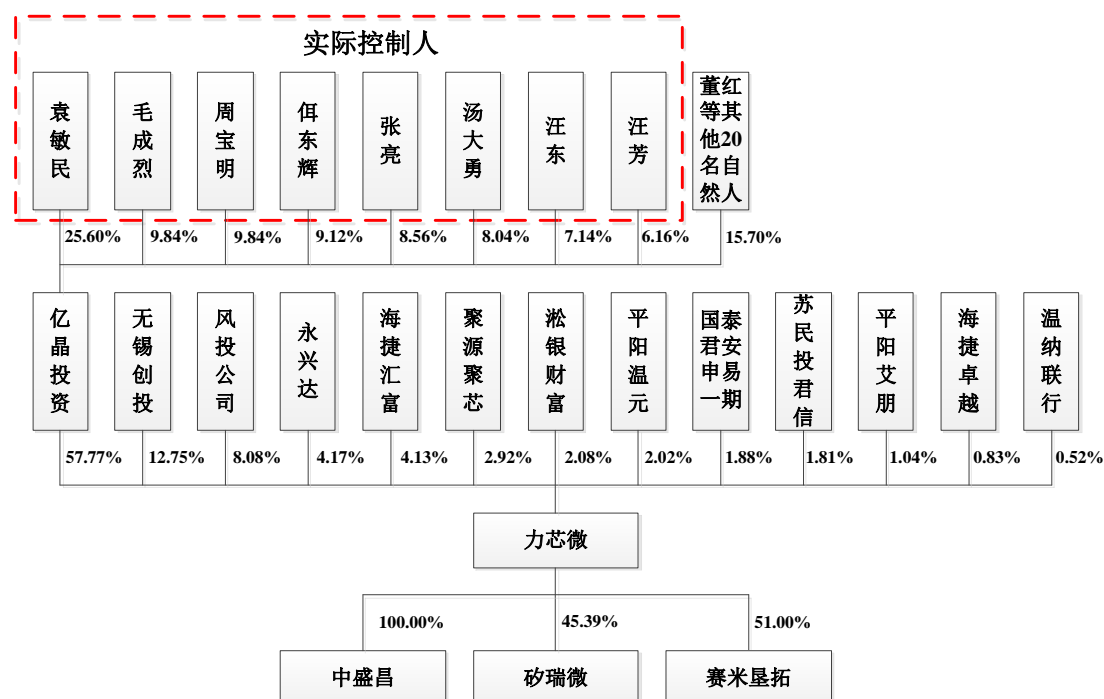 实际控制人
袁敏民
毛成烈
周宝明
佴东辉
张亮
汤大勇
汪东
汪芳
董红等其他20名自然人
25.60%
9.84%
9.84%
9.12%
8.56%
8.04%
7.14%
6.16%
15.70%
亿晶投资
无锡创投
风投公司
永兴达
海捷汇富
聚源聚芯
淞银财富
平阳温元
国泰君安申易一期
苏民投君信
平阳艾朋
海捷卓越
温纳联行
57.77%
12.75%
8.08%
4.17%
4.13%
2.92%
2.08%
2.02%
1.88%
1.81%
1.04%
0.83%
0.52%
力芯微
100.00%
45.39%
51.00%
中盛昌
矽瑞微
赛米垦拓